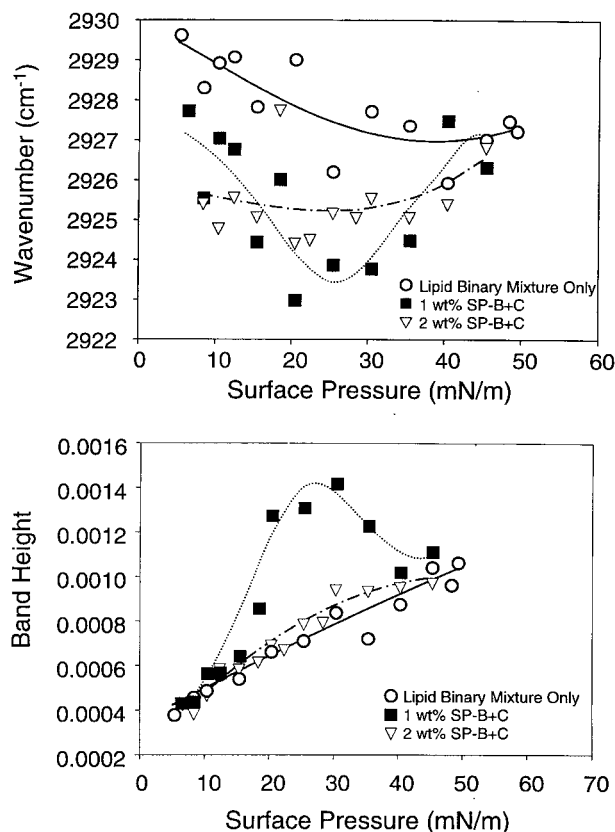 2930
2929
2928
2927
2926
2925
2924
2923
2922
Wavenumber (cm-1)
Lipid Binary Mixture Only
1 wt% SP-B+C
2 wt% SP-B+C
0 10 20 30 40 50 60
Surface Pressure (mN/m)
0.0016
0.0014
0.0012
0.0010
0.0008
0.0006
0.0004
0.0002
Band Height
Lipid Binary Mixture Only
1 wt% SP-B+C
2 wt% SP-B+C
0 10 20 30 40 50 60 70
Surface Pressure (mN/m)